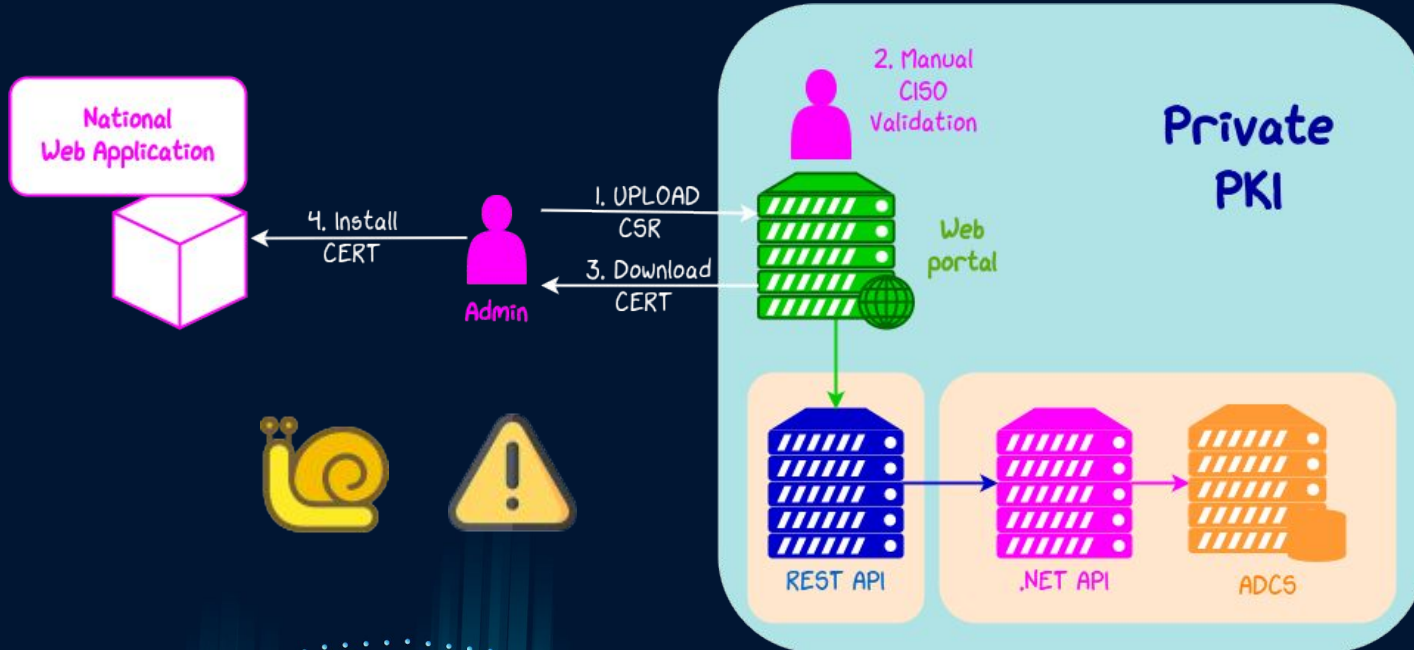 National
Web Application
4. Install
CERT
Admin
1. UPLOAD
CSR
3. Download
CERT
2. Manual
CISO
Validation
Private
PKI
Web
portal
REST API
.NET API
ADCS